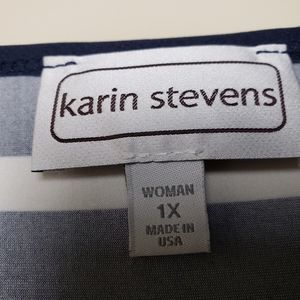 karin stevens
WOMAN
1X
MADE IN
USA